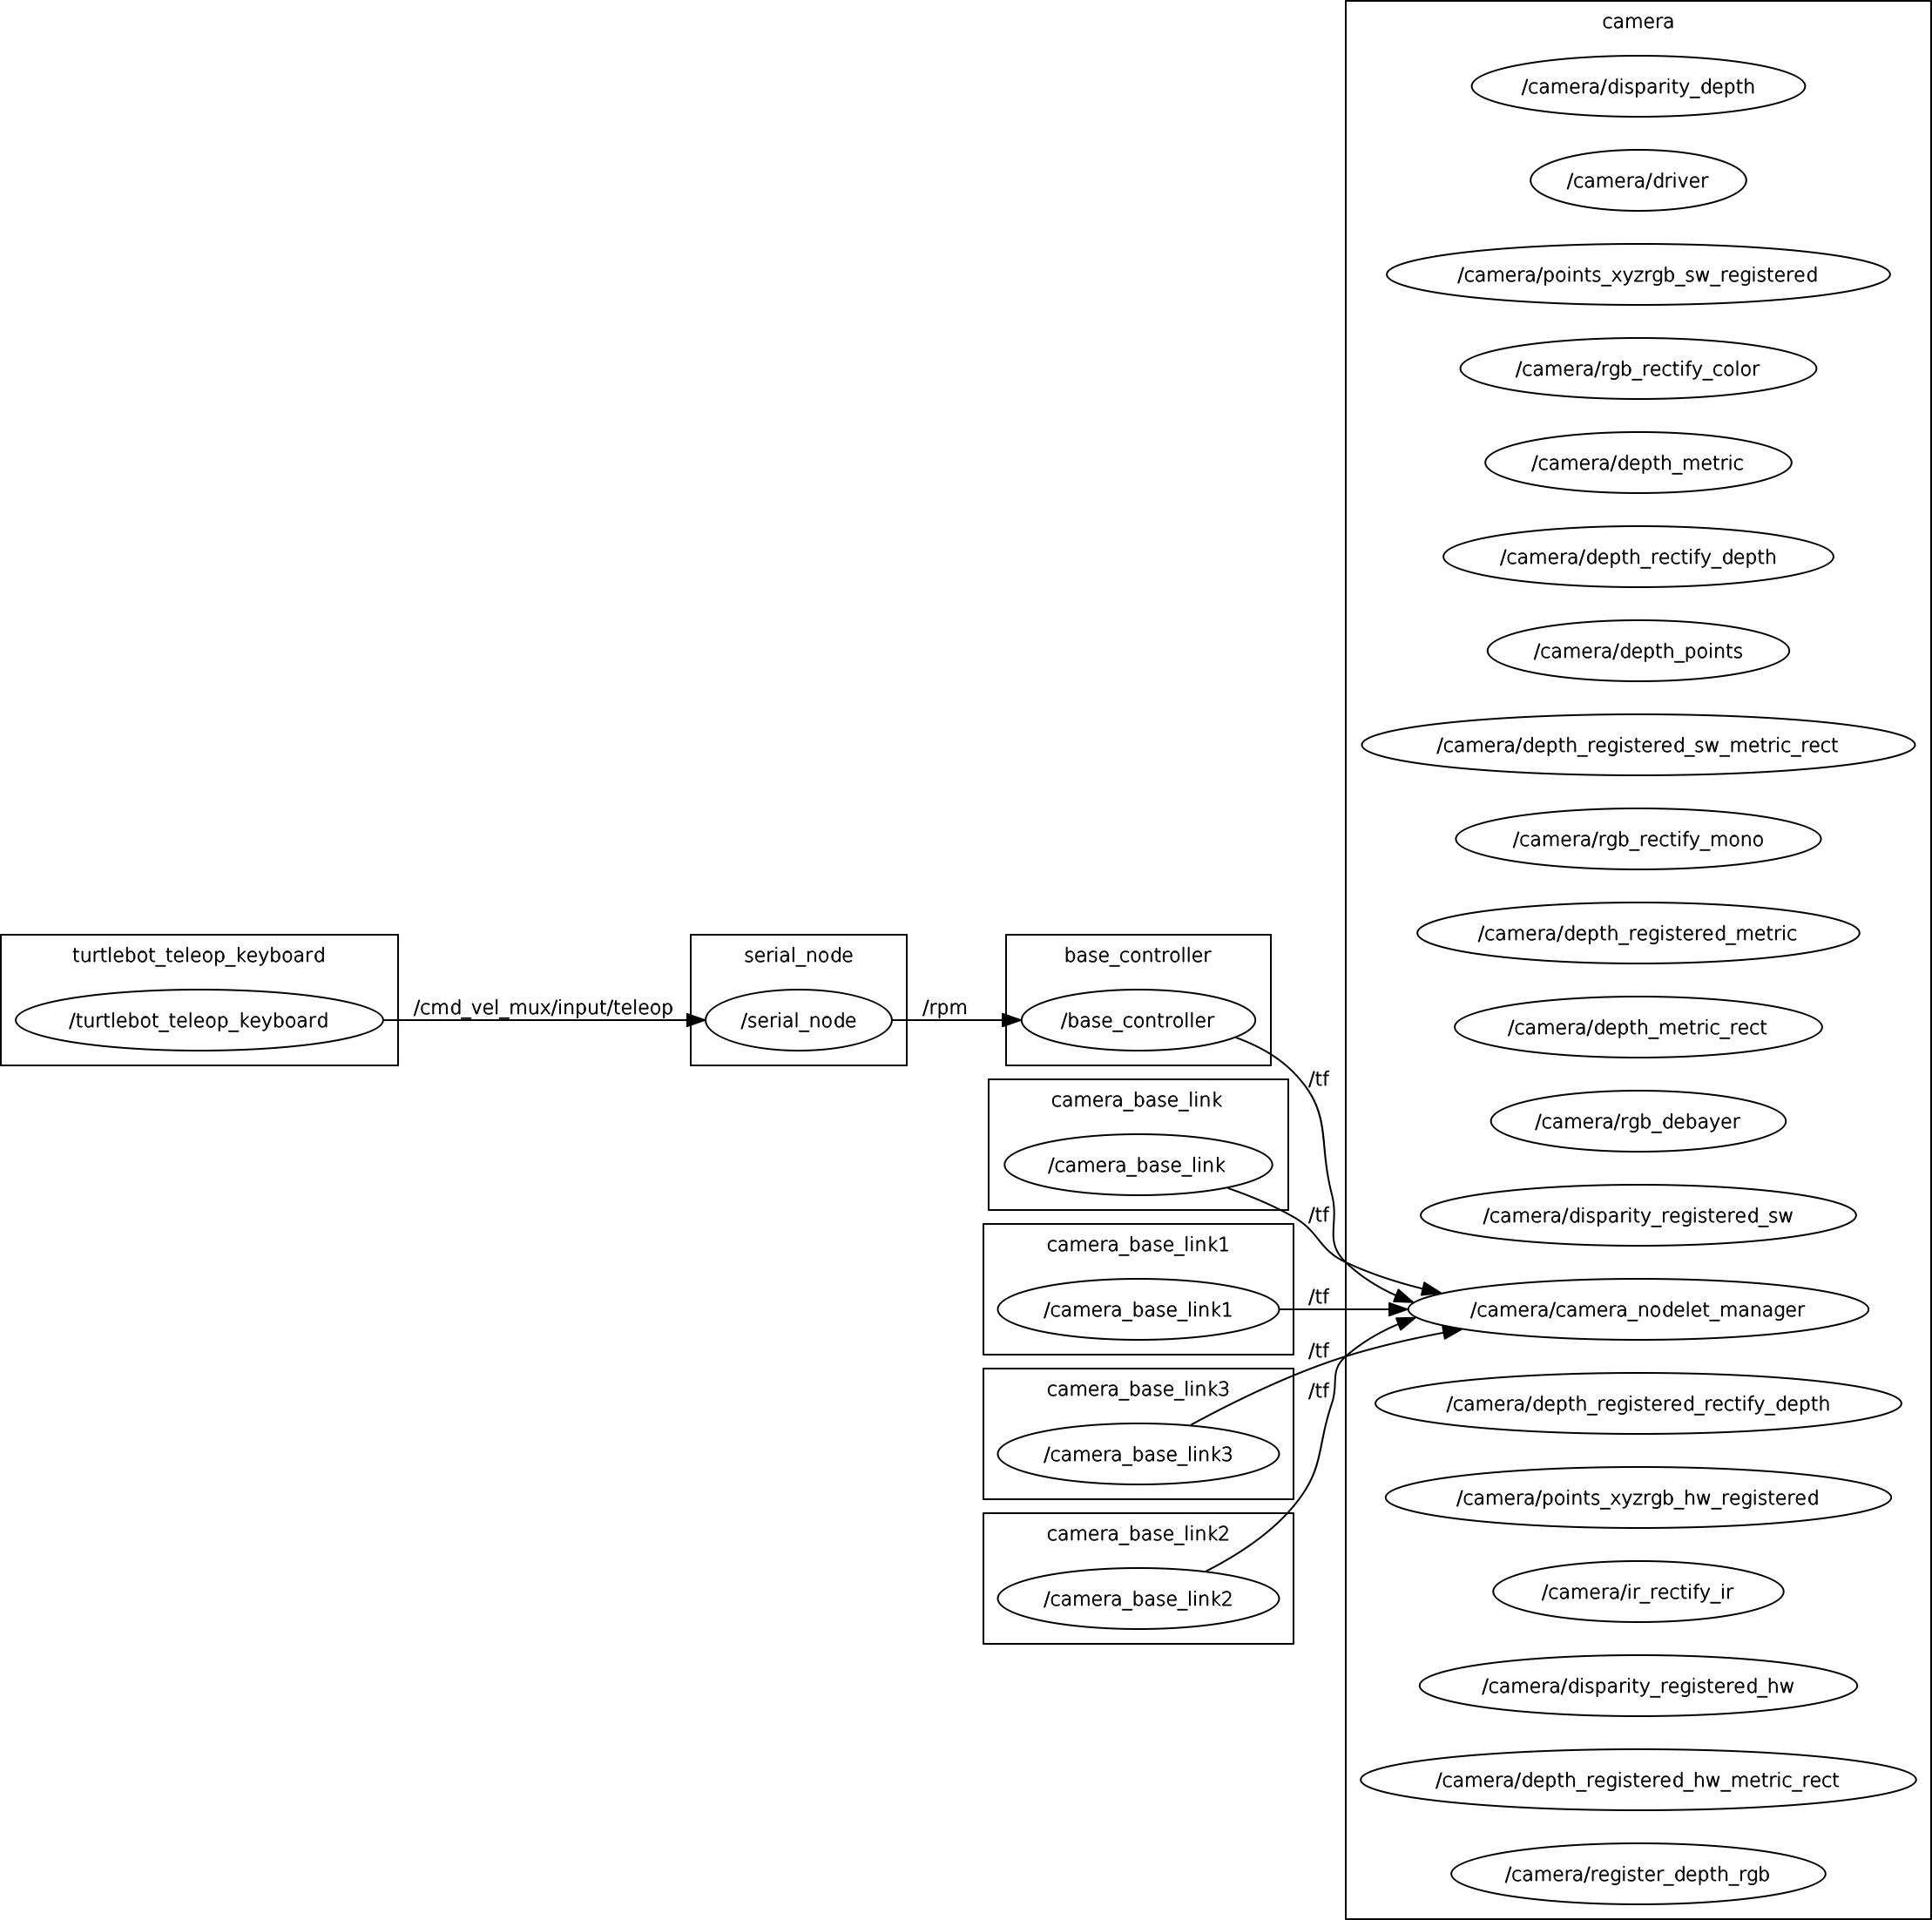 camera
/camera/disparity_depth
/camera/driver
/camera/points_xyzrgb_sw_registered
/camera/rgb_rectify_color
/camera/depth_metric
/camera/depth_rectify_depth
/camera/depth_points
/camera/depth_registered_sw_metric_rect
/camera/rgb_rectify_mono
/camera/depth_registered_metric
/camera/depth_metric_rect
/camera/rgb_debayer
/camera/disparity_registered_sw
/camera/camera_nodelet_manager
/camera/depth_registered_rectify_depth
/camera/points_xyzrgb_hw_registered
/camera/ir_rectify_ir
/camera/disparity_registered_hw
/camera/depth_registered_hw_metric_rect
/camera/register_depth_rgb
turtlebot_teleop_keyboard
/turtlebot_teleop_keyboard
/cmd_vel_mux/input/teleop
serial_node
/serial_node
/rpm
base_controller
/base_controller
/tf
camera_base_link
/camera_base_link
/tf
camera_base_link1
/camera_base_link1
/tf
camera_base_link3
/camera_base_link3
/tf
camera_base_link2
/camera_base_link2
/tf